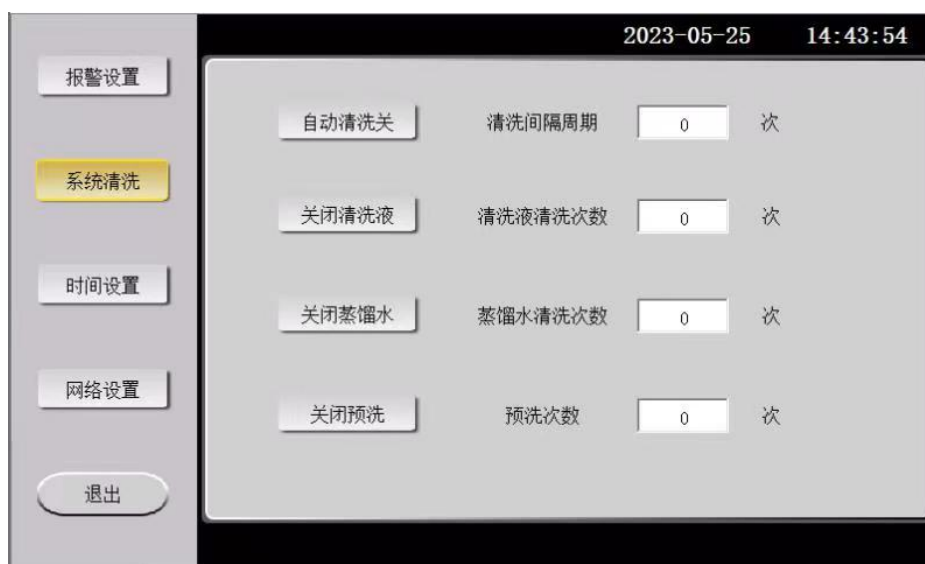 2023-05-25 14:43:54
报警设置
系统清洗
时间设置
网络设置
退出
自动清洗关 清洗间隔周期 0 次
关闭清洗液 清洗液清洗次数 0 次
关闭蒸馏水 蒸馏水清洗次数 0 次
关闭预洗 预洗次数 0 次